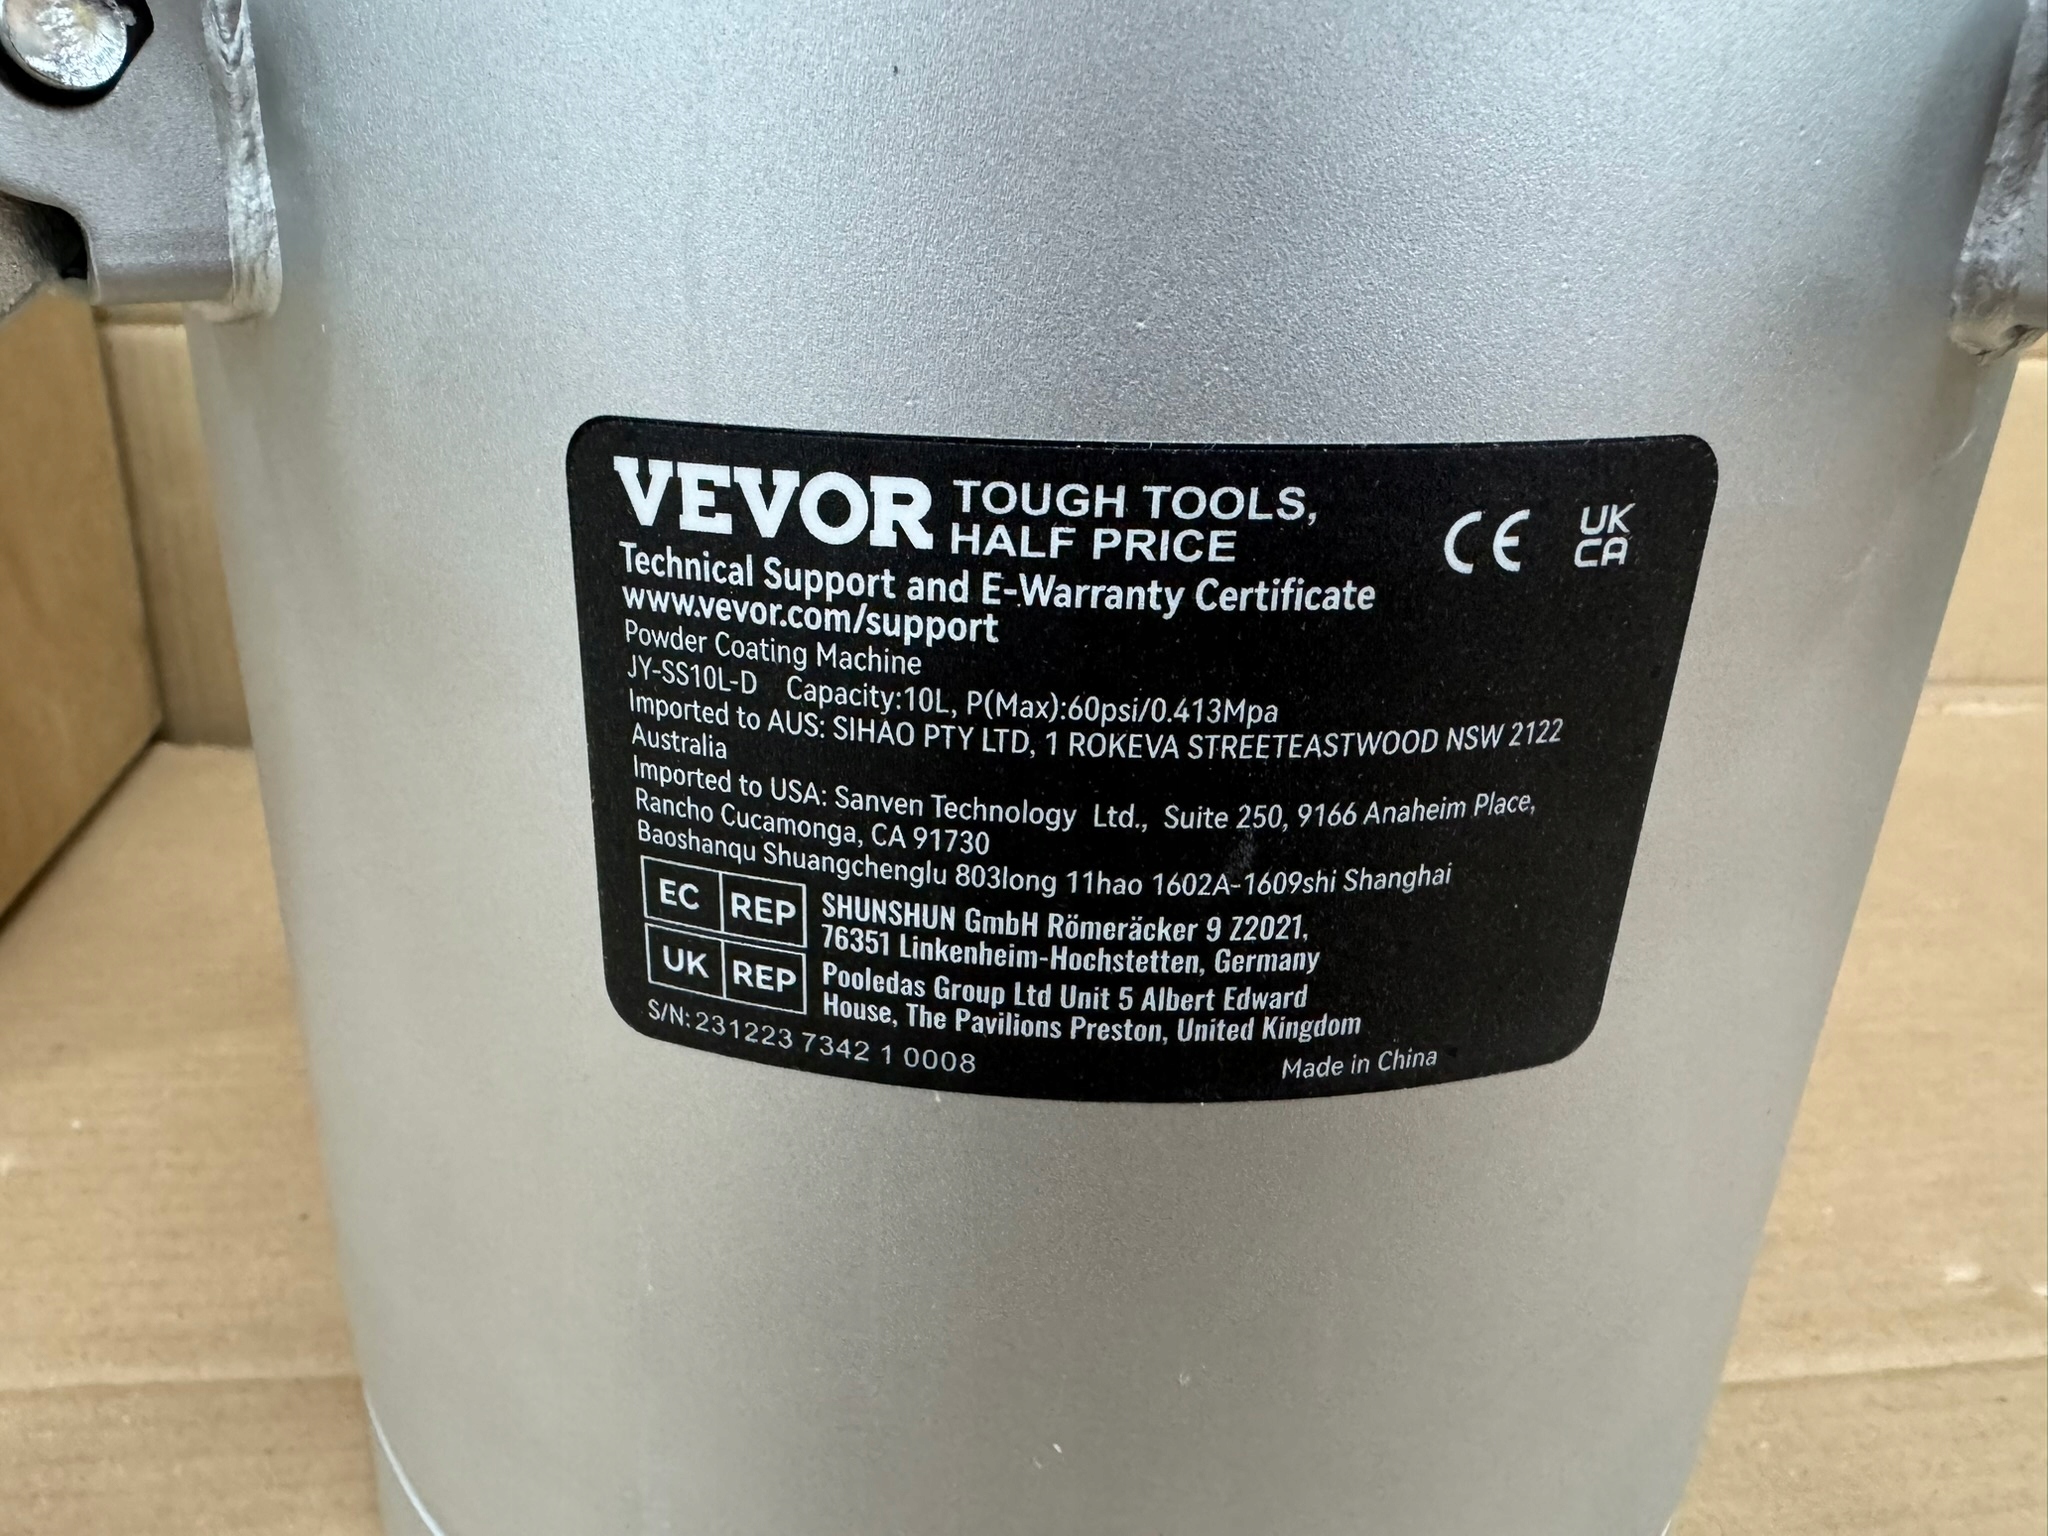 VEVOR TOUGH TOOLS,
HALF PRICE
CE UK
CA
Technical Support and E-Warranty Certificate
www.vevor.com/support
Powder Coating Machine
JY-SS10L-D Capacity:10L, P(Max):60psi/0.413Mpa
Imported to AUS: SIHAO PTY LTD, 1 ROKEVA STREETEASTWOOD NSW 2122
Australia
Imported to USA: Sanven Technology Ltd., Suite 250, 9166 Anaheim Place,
Rancho Cucamonga, CA 91730
Baoshanqu Shuangchenglu 803long 11hao 1602A-1609shi Shanghai
EC REP SHUNSHUN GmbH Römeräcker 9 Z2021,
76351 Linkenheim-Hochstetten, Germany
UK REP Pooledas Group Ltd Unit 5 Albert Edward
House, The Pavilions Preston, United Kingdom
S/N: 231223 7342 1 0008
Made in China